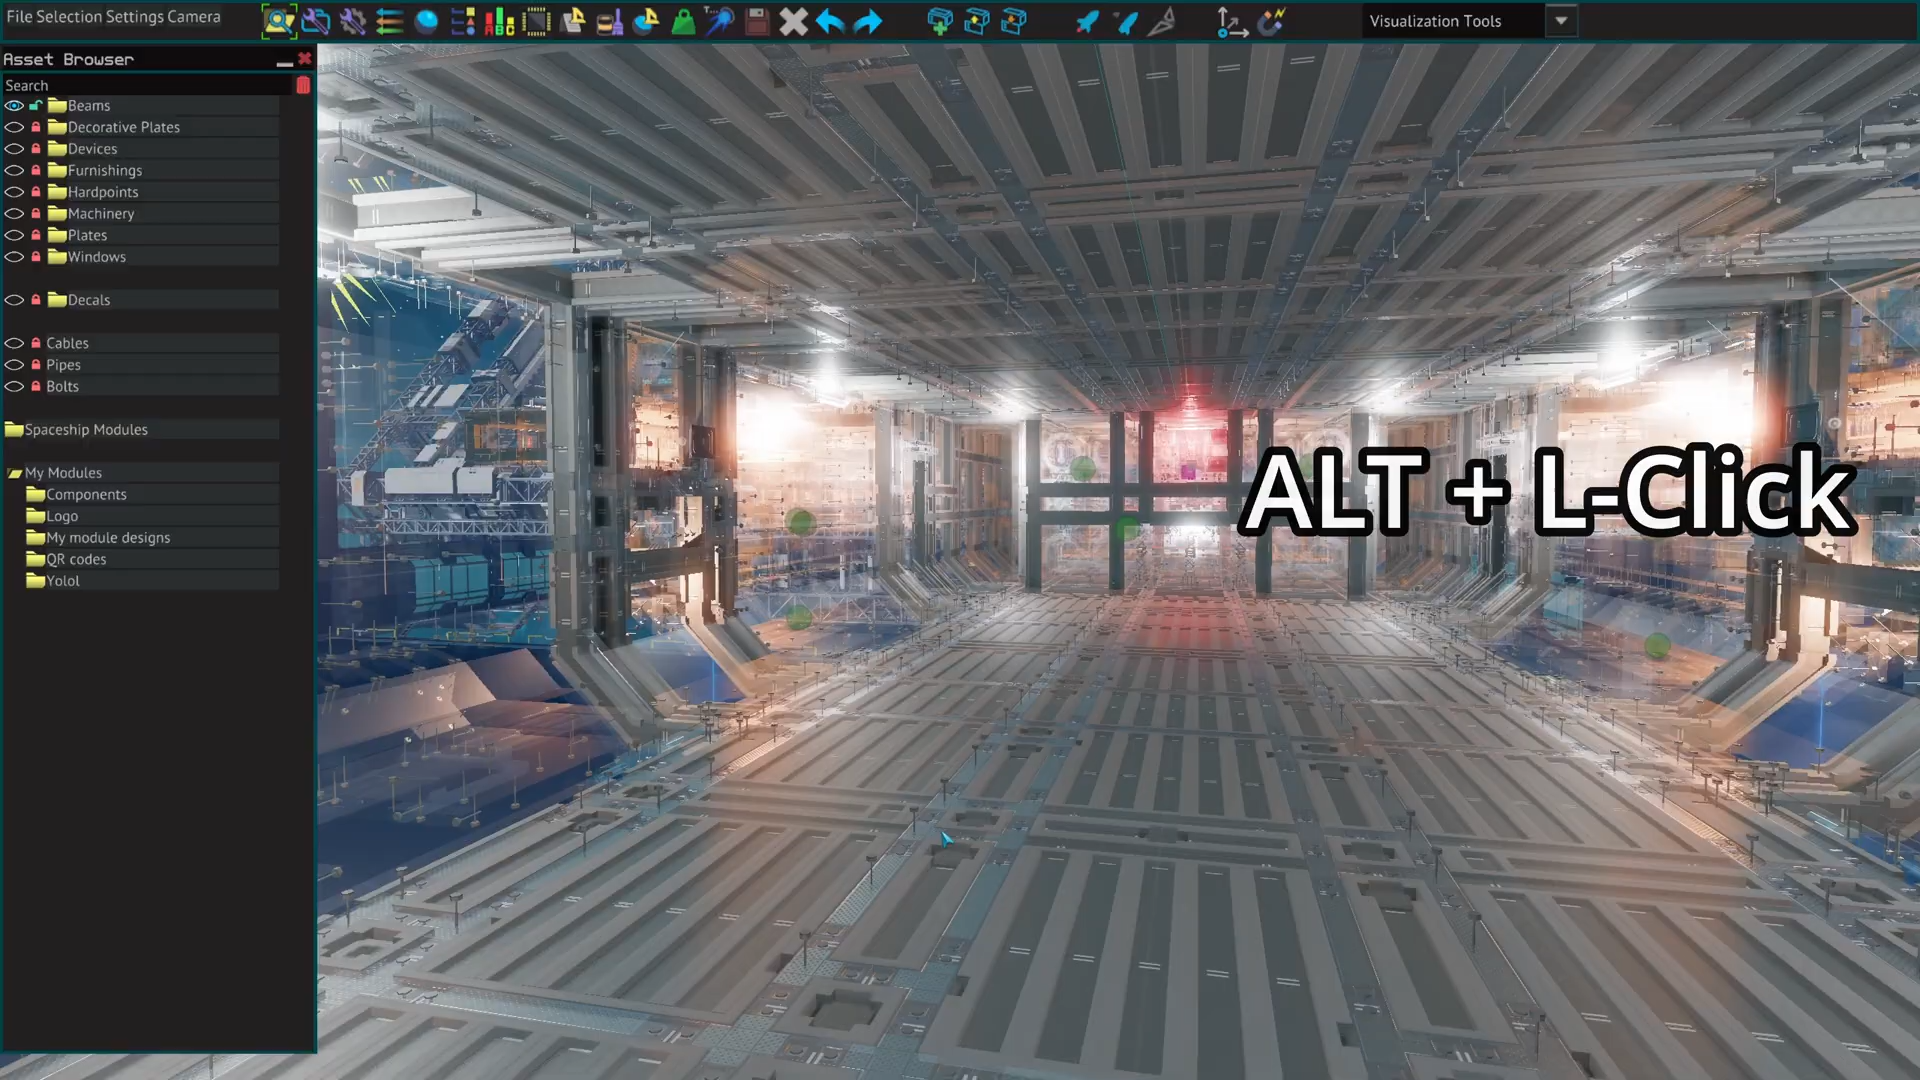 File Selection Settings Camera
Visualization Tools
Asset Browser
Search
Beams
Decorative Plates
Devices
Furnishings
Hardpoints
Machinery
Plates
Windows
Decals
Cables
Pipes
Bolts
Spaceship Modules
My Modules
Components
Logo
My module designs
QR codes
Yolol
ALT + L-Click